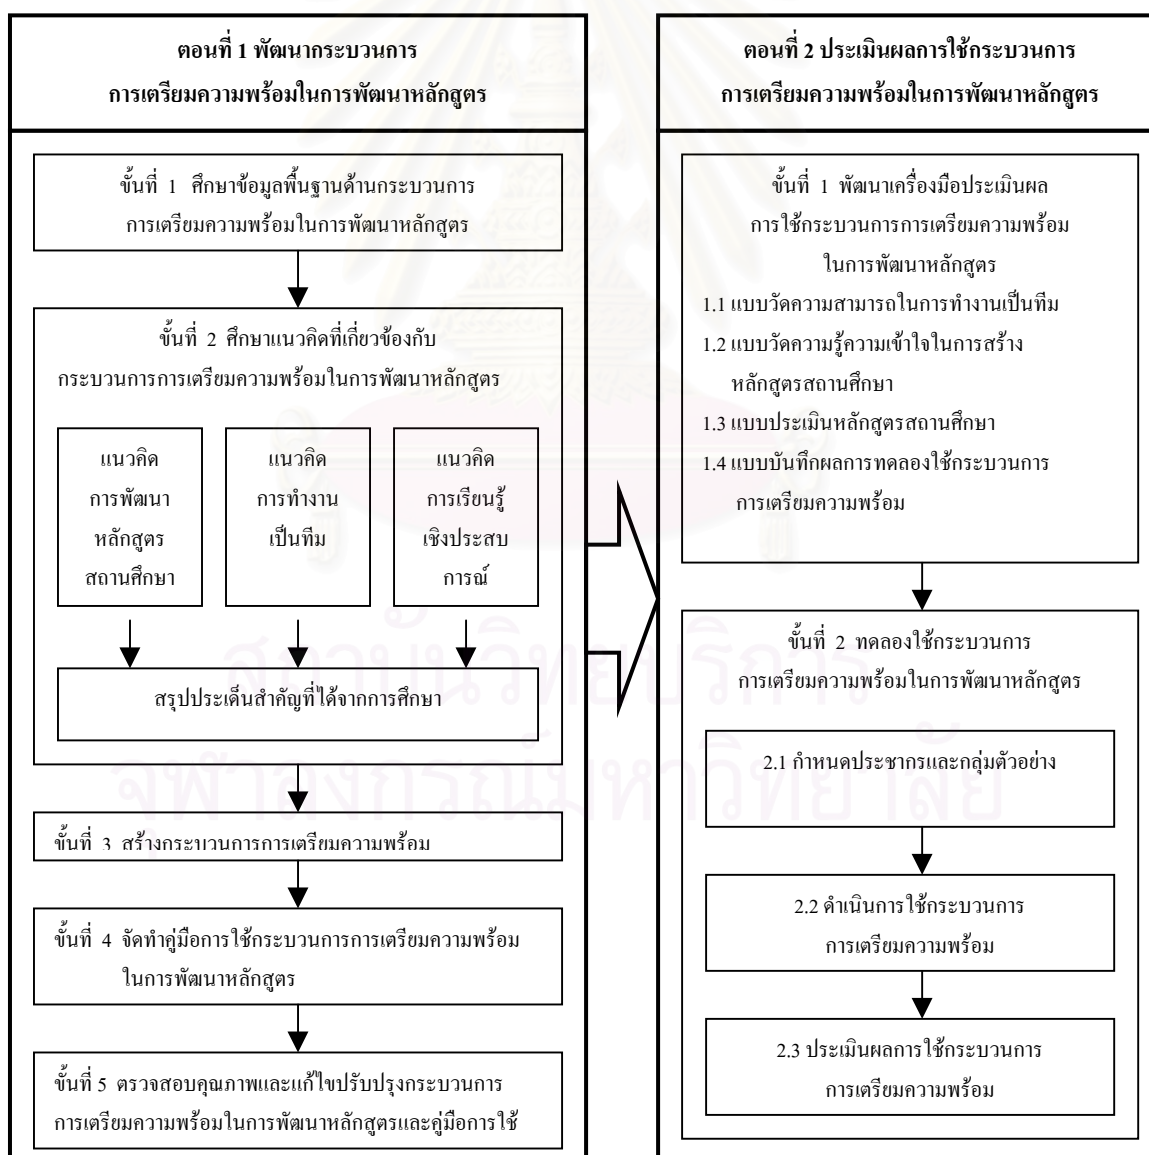 ตอนที่ 1 พัฒนากระบวนการ
การเตรียมความพร้อมในการพัฒนาหลักสูตร
ขั้นที่ 1 ศึกษาข้อมูลพื้นฐานด้านกระบวนการ
การเตรียมความพร้อมในการพัฒนาหลักสูตร
ขั้นที่ 2 ศึกษาแนวคิดที่เกี่ยวข้องกับ
กระบวนการการเตรียมความพร้อมในการพัฒนาหลักสูตร
แนวคิด
การพัฒนา
หลักสูตร
สถานศึกษา
แนวคิด
การทำงาน
เป็นทีม
แนวคิด
การเรียนรู้
เชิงประสบ
การณ์
สรุปประเด็นสำคัญที่ได้จากการศึกษา
ขั้นที่ 3 สร้างกระบวนการการเตรียมความพร้อม
ขั้นที่ 4 จัดทำคู่มือการใช้กระบวนการการเตรียมความพร้อม
ในการพัฒนาหลักสูตร
ขั้นที่ 5 ตรวจสอบคุณภาพและแก้ไขปรับปรุงกระบวนการ
การเตรียมความพร้อมในการพัฒนาหลักสูตรและคู่มือการใช้
ตอนที่ 2 ประเมินผลการใช้กระบวนการ
การเตรียมความพร้อมในการพัฒนาหลักสูตร
ขั้นที่ 1 พัฒนาเครื่องมือประเมินผล
การใช้กระบวนการการเตรียมความพร้อม
ในการพัฒนาหลักสูตร
1.1 แบบวัดความสามารถในการทำงานเป็นทีม
1.2 แบบวัดความรู้ความเข้าใจในการสร้าง
หลักสูตรสถานศึกษา
1.3 แบบประเมินหลักสูตรสถานศึกษา
1.4 แบบบันทึกผลการทดลองใช้กระบวนการ
การเตรียมความพร้อม
ขั้นที่ 2 ทดลองใช้กระบวนการ
การเตรียมความพร้อมในการพัฒนาหลักสูตร
2.1 กำหนดประชากรและกลุ่มตัวอย่าง
2.2 ดำเนินการใช้กระบวนการ
การเตรียมความพร้อม
2.3 ประเมินผลการใช้กระบวนการ
การเตรียมความพร้อม
สถาบันวิทยบริการ
จุฬาลงกรณ์มหาวิทยาลัย